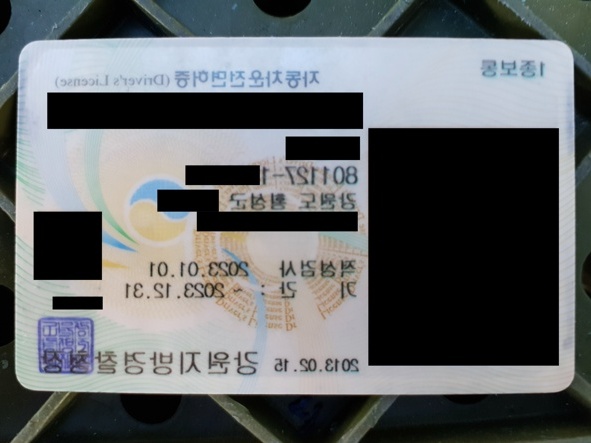 1종보통
자동차운전면허증 (Driver's License)
801127-1
강원도 횡성군
적성검사 2023.01.01
기 간 : ~ 2023.12.31
2013.02.15 강원지방경찰청장